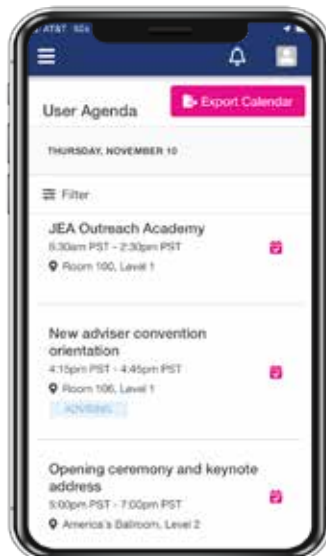 AT&T
User Agenda
Export Calendar
THURSDAY, NOVEMBER 10
Filter
JEA Outreach Academy
8:30am PST - 2:30pm PST
Room 100, Level 1
New adviser convention
orientation
4:15pm PST - 4:45pm PST
Room 106, Level 1
ADVISING
Opening ceremony and keynote
address
5:00pm PST - 7:00pm PST
America's Ballroom, Level 2